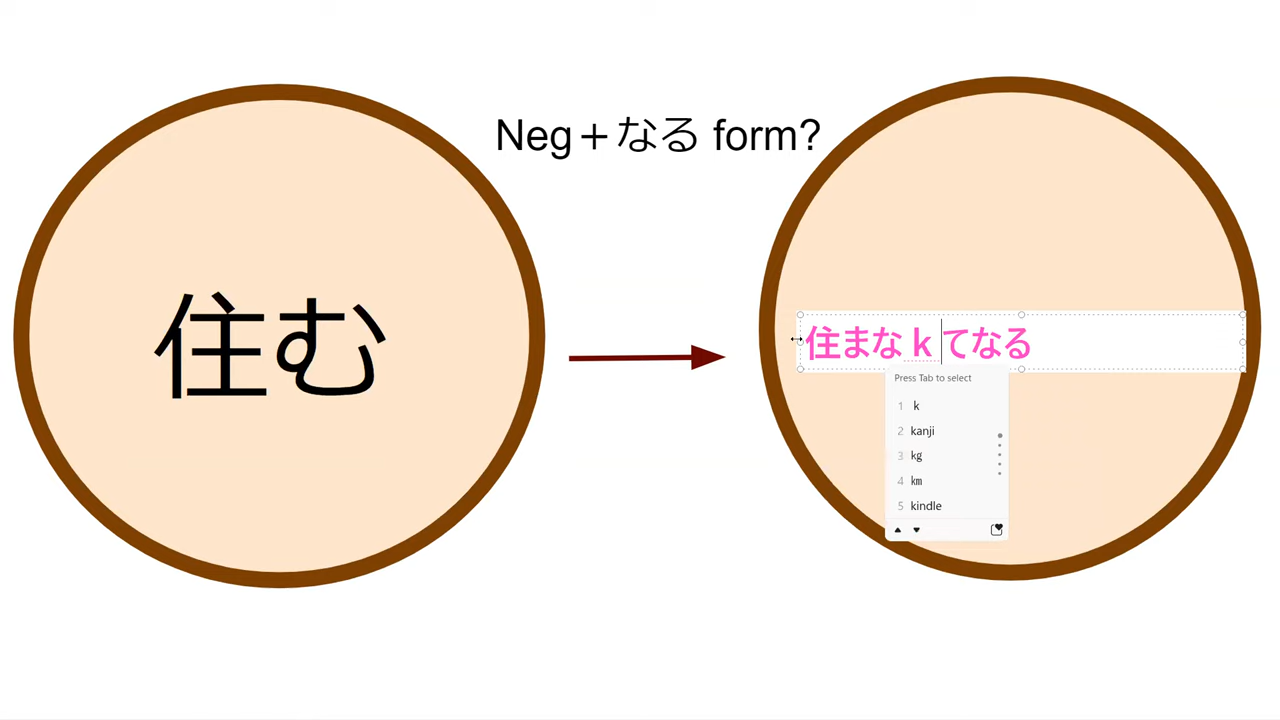 Neg+なる form?
住む
住まなkてなる
Press Tab to select
1 k
2 kanji
3 kg
4 km
5 kindle